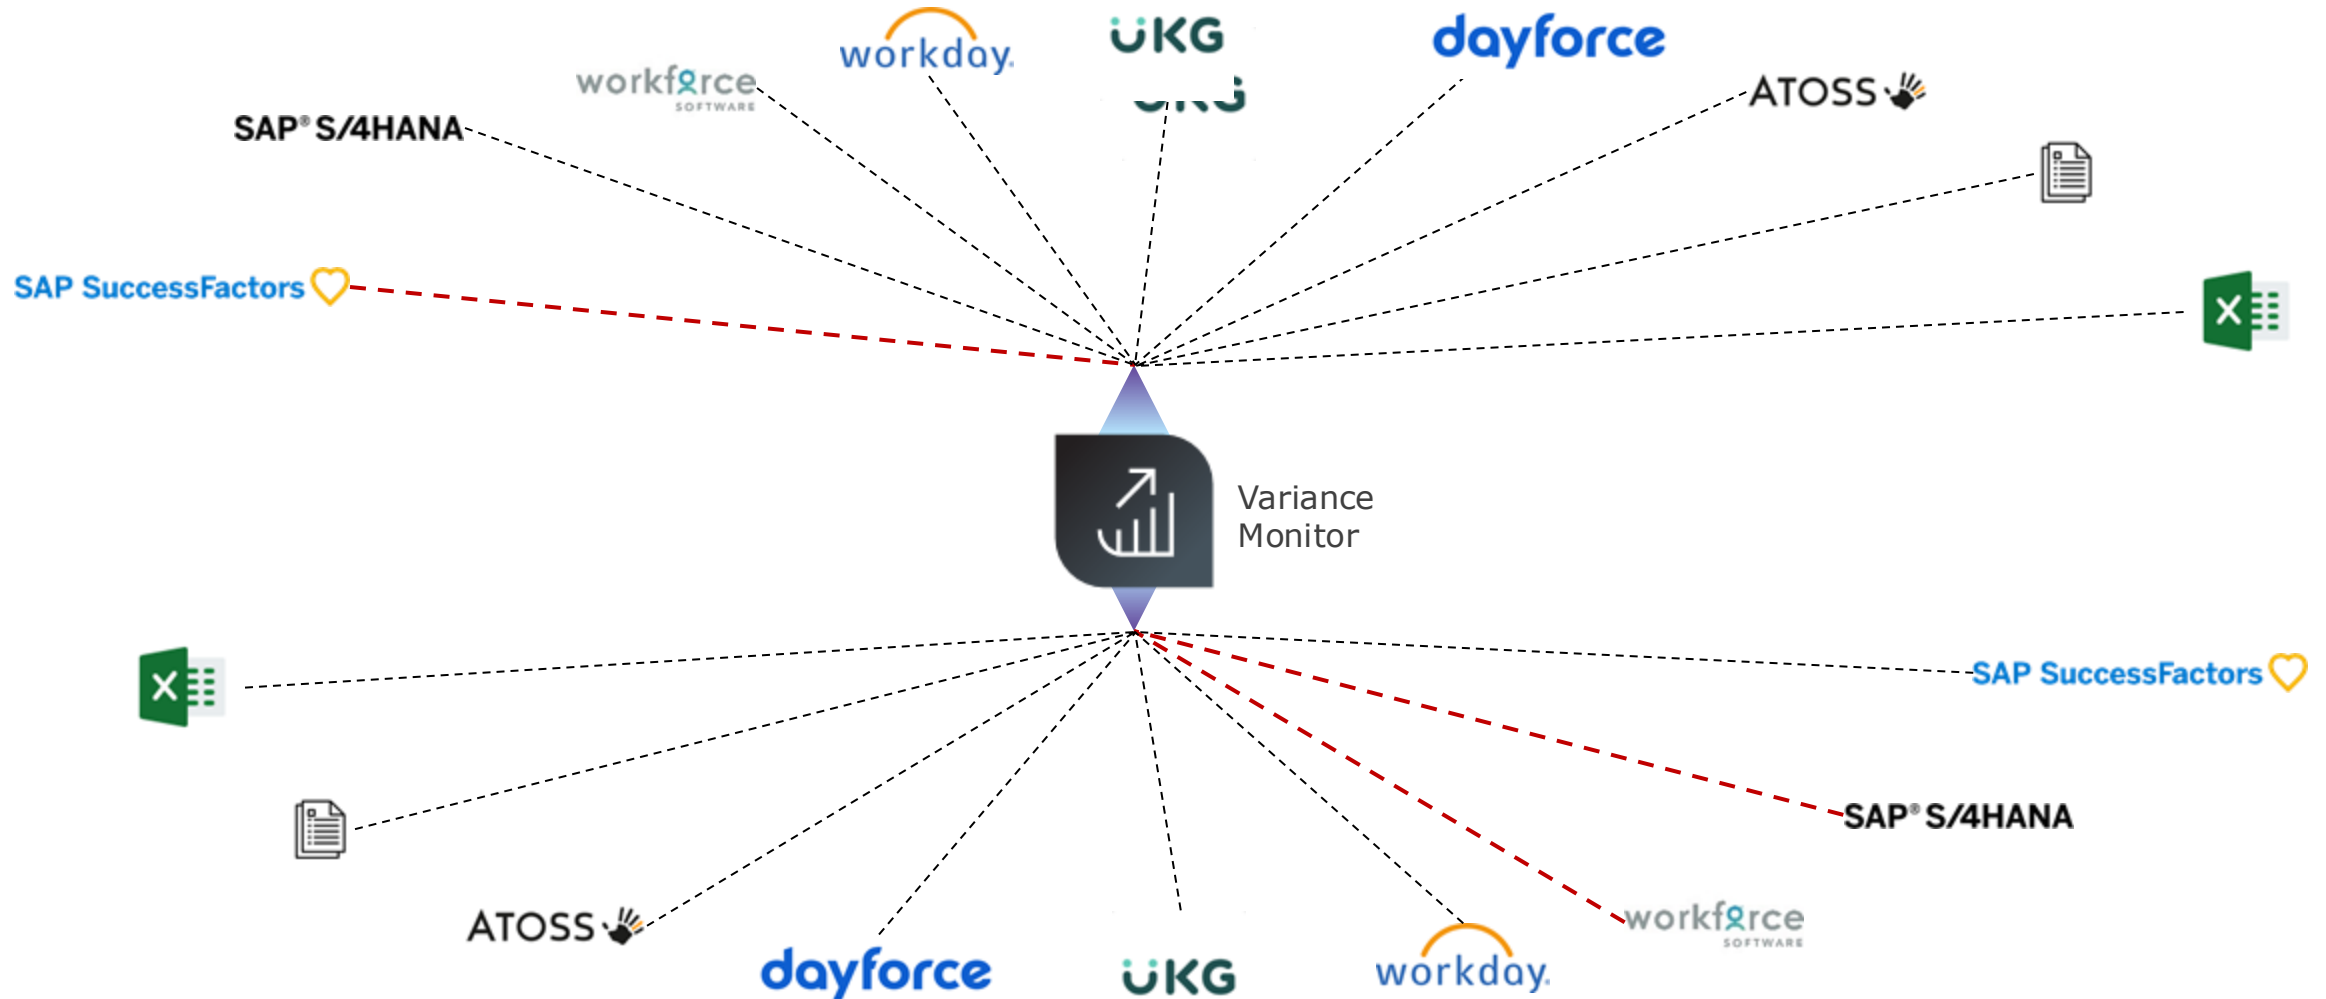 workday.
UKG
dayforce
workforce
SOFTWARE
UKG
ATOSS
SAP® S/4HANA
SAP SuccessFactors
X
Variance
Monitor
X
SAP SuccessFactors
SAP® S/4HANA
ATOSS
workforce
SOFTWARE
dayforce
UKG
workday.